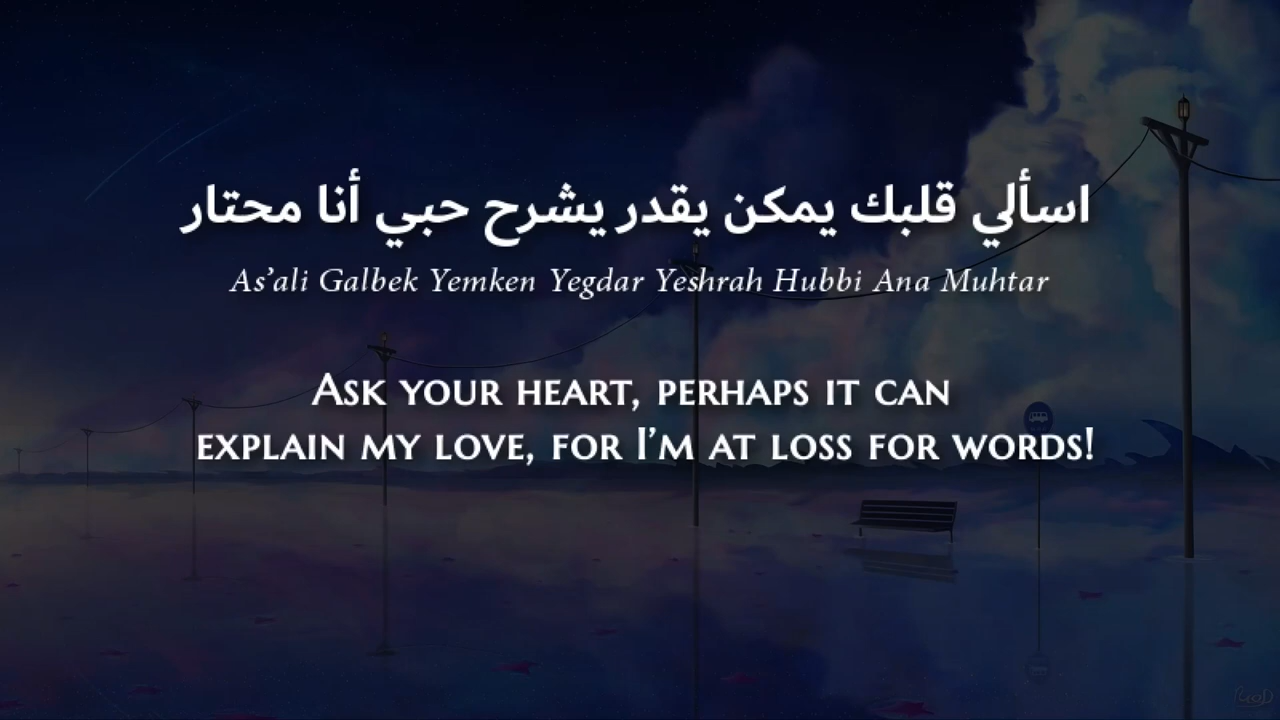 اسألي قلبك يمكن يقدر يشرح حبي أنا محتار
As’ali Galbek Yemken Yegdar Yeshrah Hubbi Ana Muhtar
Ask your heart, perhaps it can
explain my love, for I’m at loss for words!